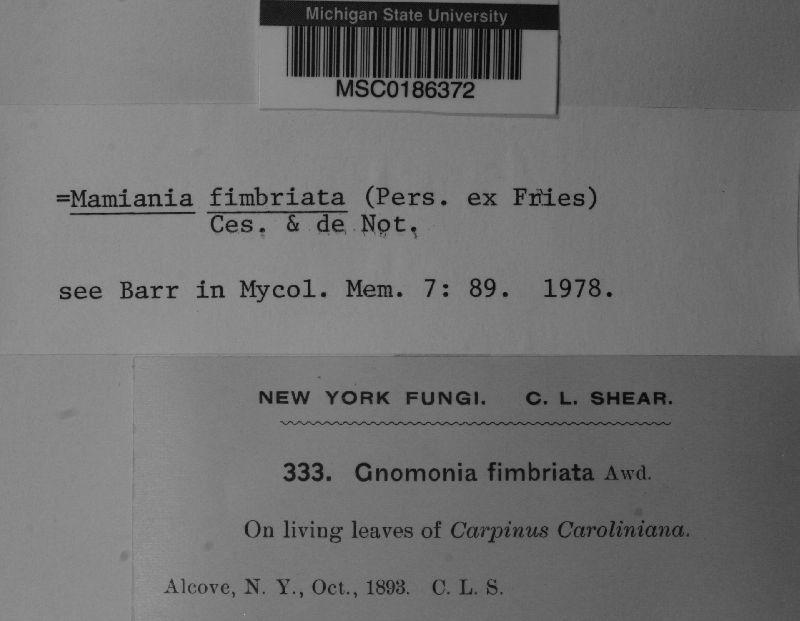 Michigan State University
MSC0186372
=Mamiania fimbriata (Pers. ex Fries)
Ces. & de Not.
see Barr in Mycol. Mem. 7: 89. 1978.
NEW YORK FUNGI. C. L. SHEAR.
333. Gnomonia fimbriata Awd.
On living leaves of Carpinus Caroliniana.
Alcove, N. Y., Oct., 1893. C. L. S.